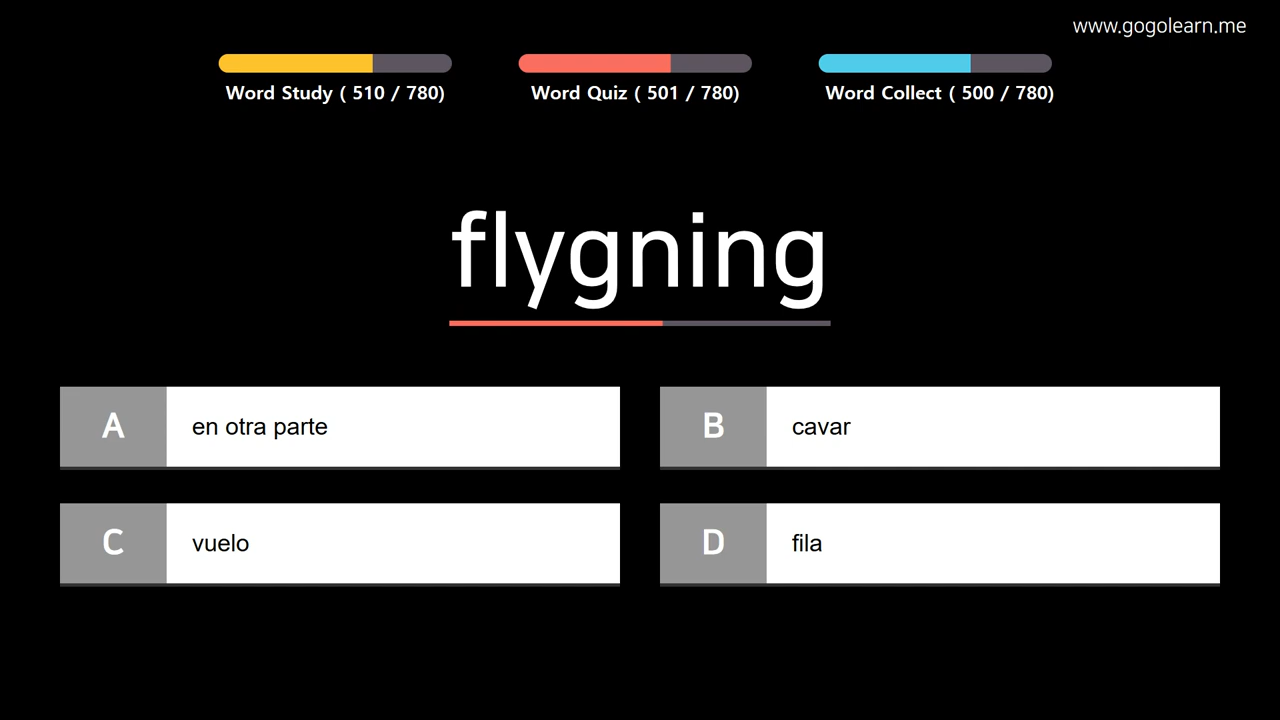 www.gogolearn.me
Word Study ( 510 / 780)
Word Quiz ( 501 / 780)
Word Collect ( 500 / 780)
flygning
A
en otra parte
B
cavar
C
vuelo
D
fila